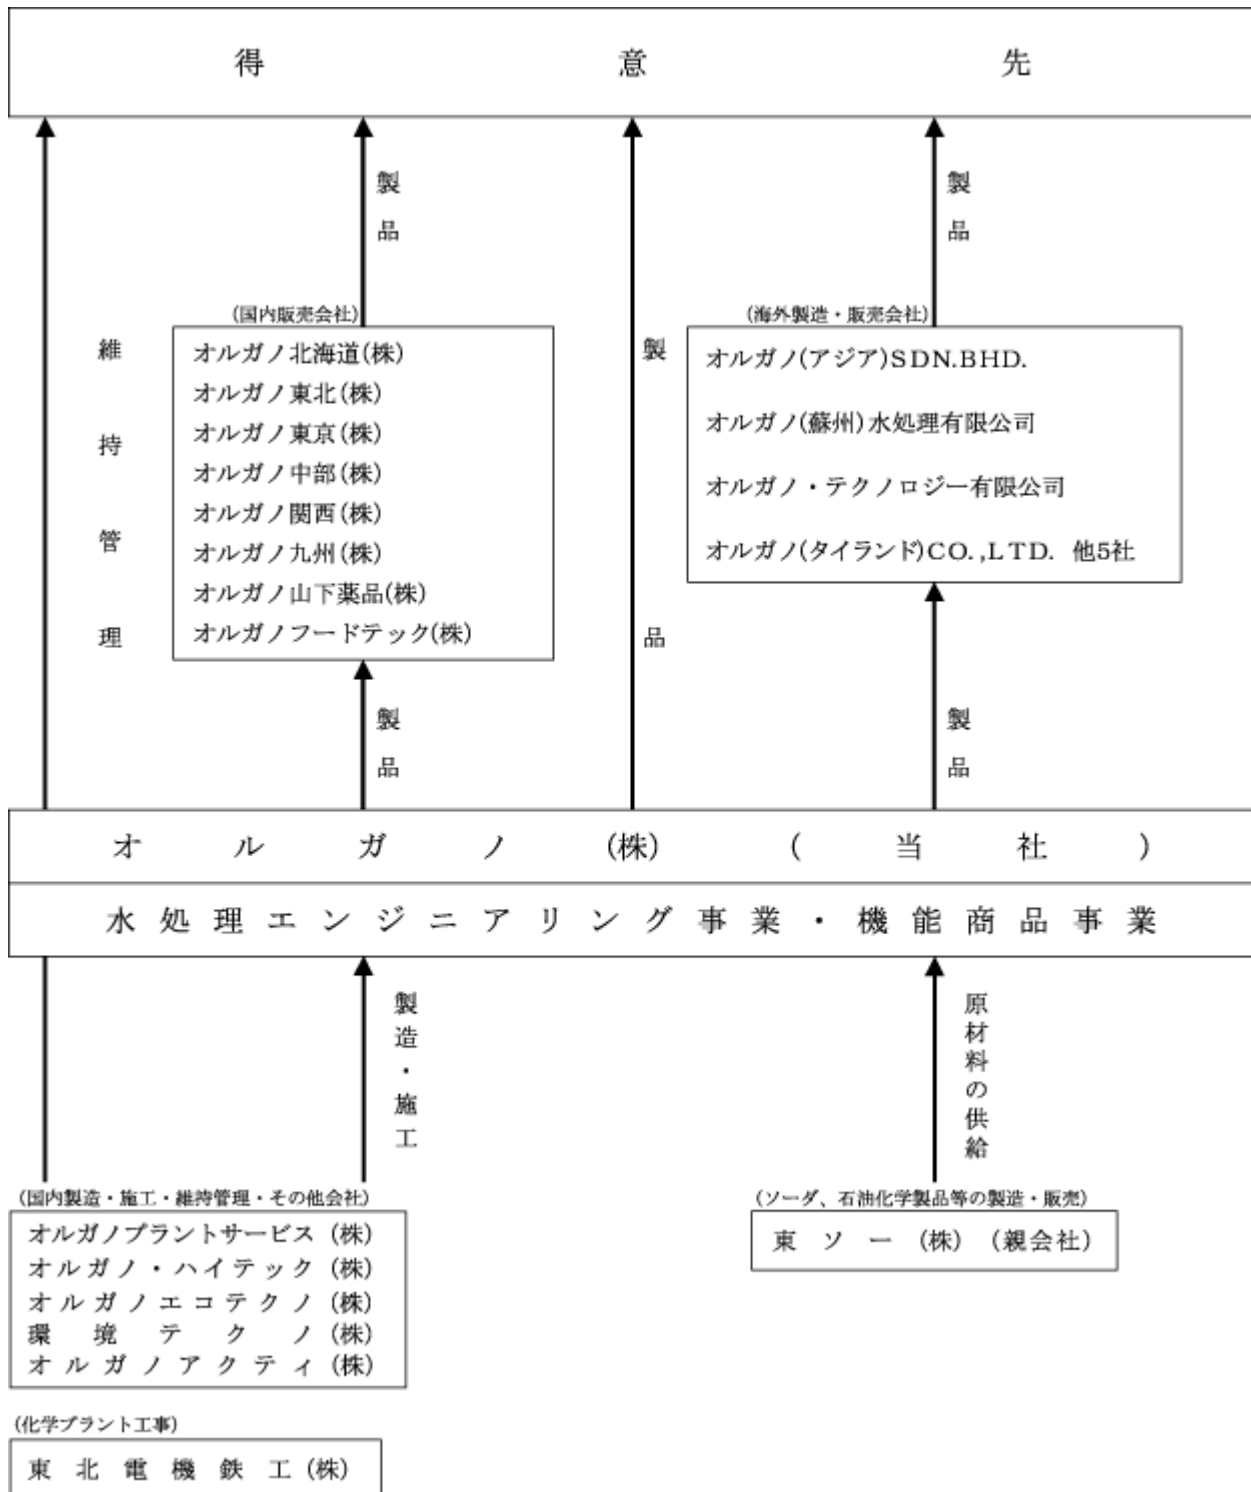 得意先
製品
製品
(国内販売会社)
オルガノ北海道(株)
オルガノ東北(株)
オルガノ東京(株)
オルガノ中部(株)
オルガノ関西(株)
オルガノ九州(株)
オルガノ山下薬品(株)
オルガノフードテック(株)
(海外製造・販売会社)
オルガノ(アジア)SDN.BHD.
オルガノ(蘇州)水処理有限公司
オルガノ・テクノロジー有限公司
オルガノ(タイランド)CO.,LTD. 他5社
維持管理
製品
製品
製品
オルガノ(株)(当社)
水処理エンジニアリング事業・機能商品事業
製造・施工
原材料の供給
(国内製造・施工・維持管理・その他会社)
オルガノプラントサービス(株)
オルガノ・ハイテック(株)
オルガノエコテクノ(株)
環境テクノ(株)
オルガノアクティ(株)
(ソーダ、石油化学製品等の製造・販売)
東ソー(株)(親会社)
(化学プラント工事)
東北電機鉄工(株)